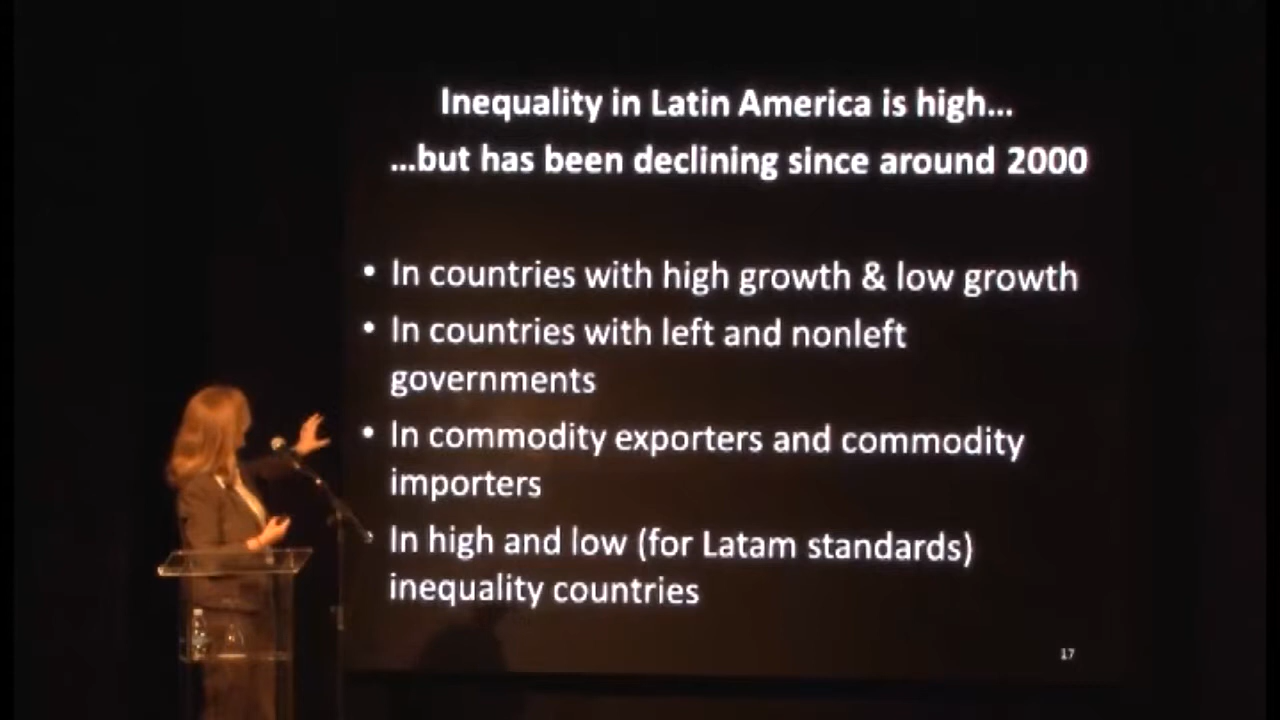 Inequality in Latin America is high...
...but has been declining since around 2000
• In countries with high growth & low growth
• In countries with left and nonleft
governments
• In commodity exporters and commodity
importers
• In high and low (for Latam standards)
inequality countries
17